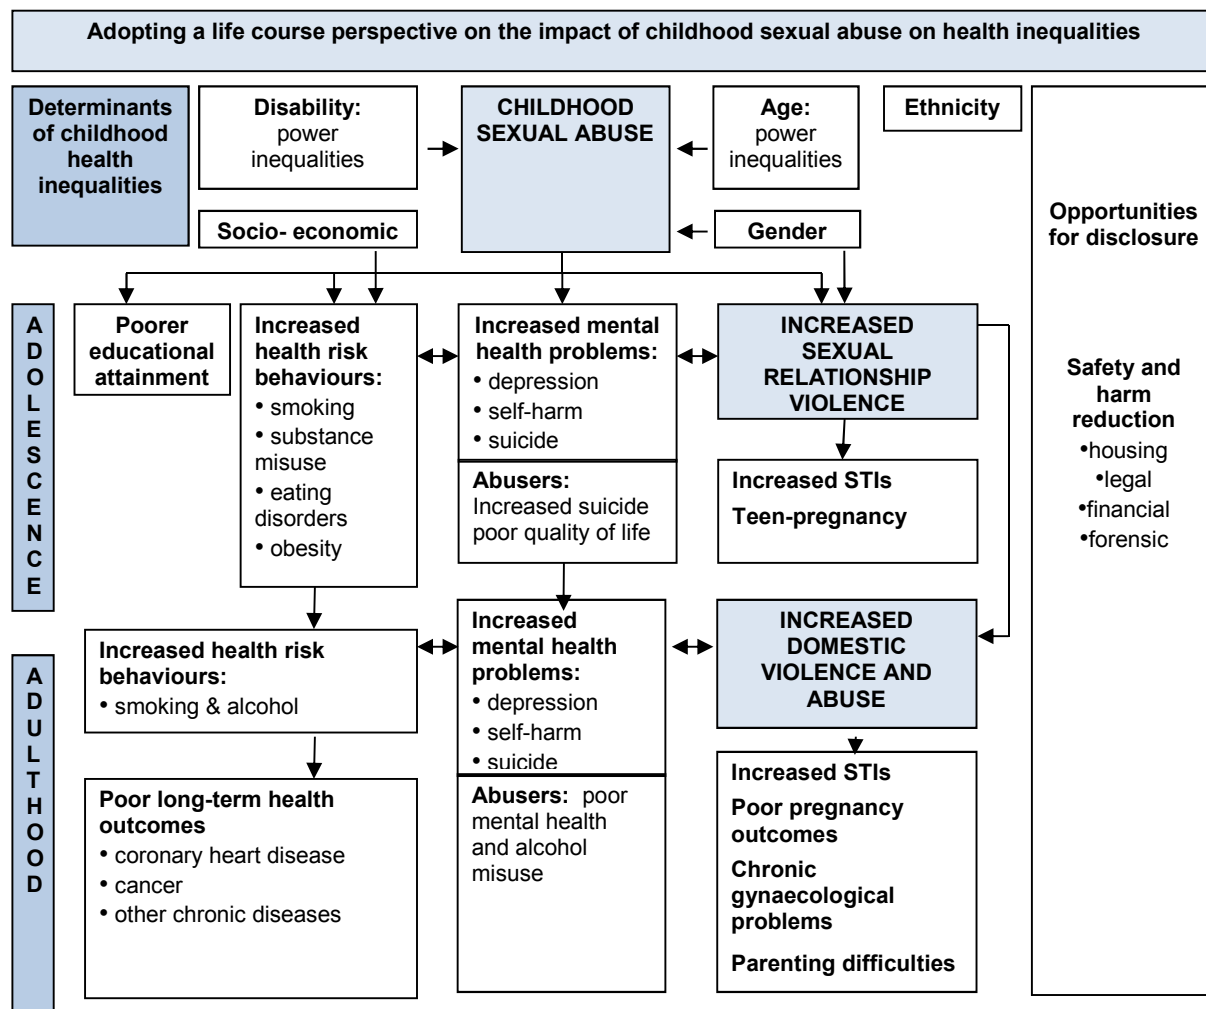 Adopting a life course perspective on the impact of childhood sexual abuse on health inequalities
Determinants
of childhood
health
inequalities
Disability:
power
inequalities
CHILDHOOD
SEXUAL ABUSE
Age:
power
inequalities
Ethnicity
Socio- economic
Gender
Opportunities
for disclosure
Safety and
harm
reduction
•housing
•legal
•financial
•forensic
A
D
O
L
E
S
C
E
N
C
E
Poorer
educational
attainment
Increased
health risk
behaviours:
• smoking
• substance
misuse
• eating
disorders
• obesity
Increased mental
health problems:
• depression
• self-harm
• suicide
Abusers:
Increased suicide
poor quality of life
INCREASED
SEXUAL
RELATIONSHIP
VIOLENCE
Increased STIs
Teen-pregnancy
A
D
U
L
T
H
O
O
D
Increased health risk
behaviours:
• smoking & alcohol
Poor long-term health
outcomes
• coronary heart disease
• cancer
• other chronic diseases
Increased
mental health
problems:
• depression
• self-harm
• suicide
Abusers: poor
mental health
and alcohol
misuse
INCREASED
DOMESTIC
VIOLENCE AND
ABUSE
Increased STIs
Poor pregnancy
outcomes
Chronic
gynaecological
problems
Parenting difficulties